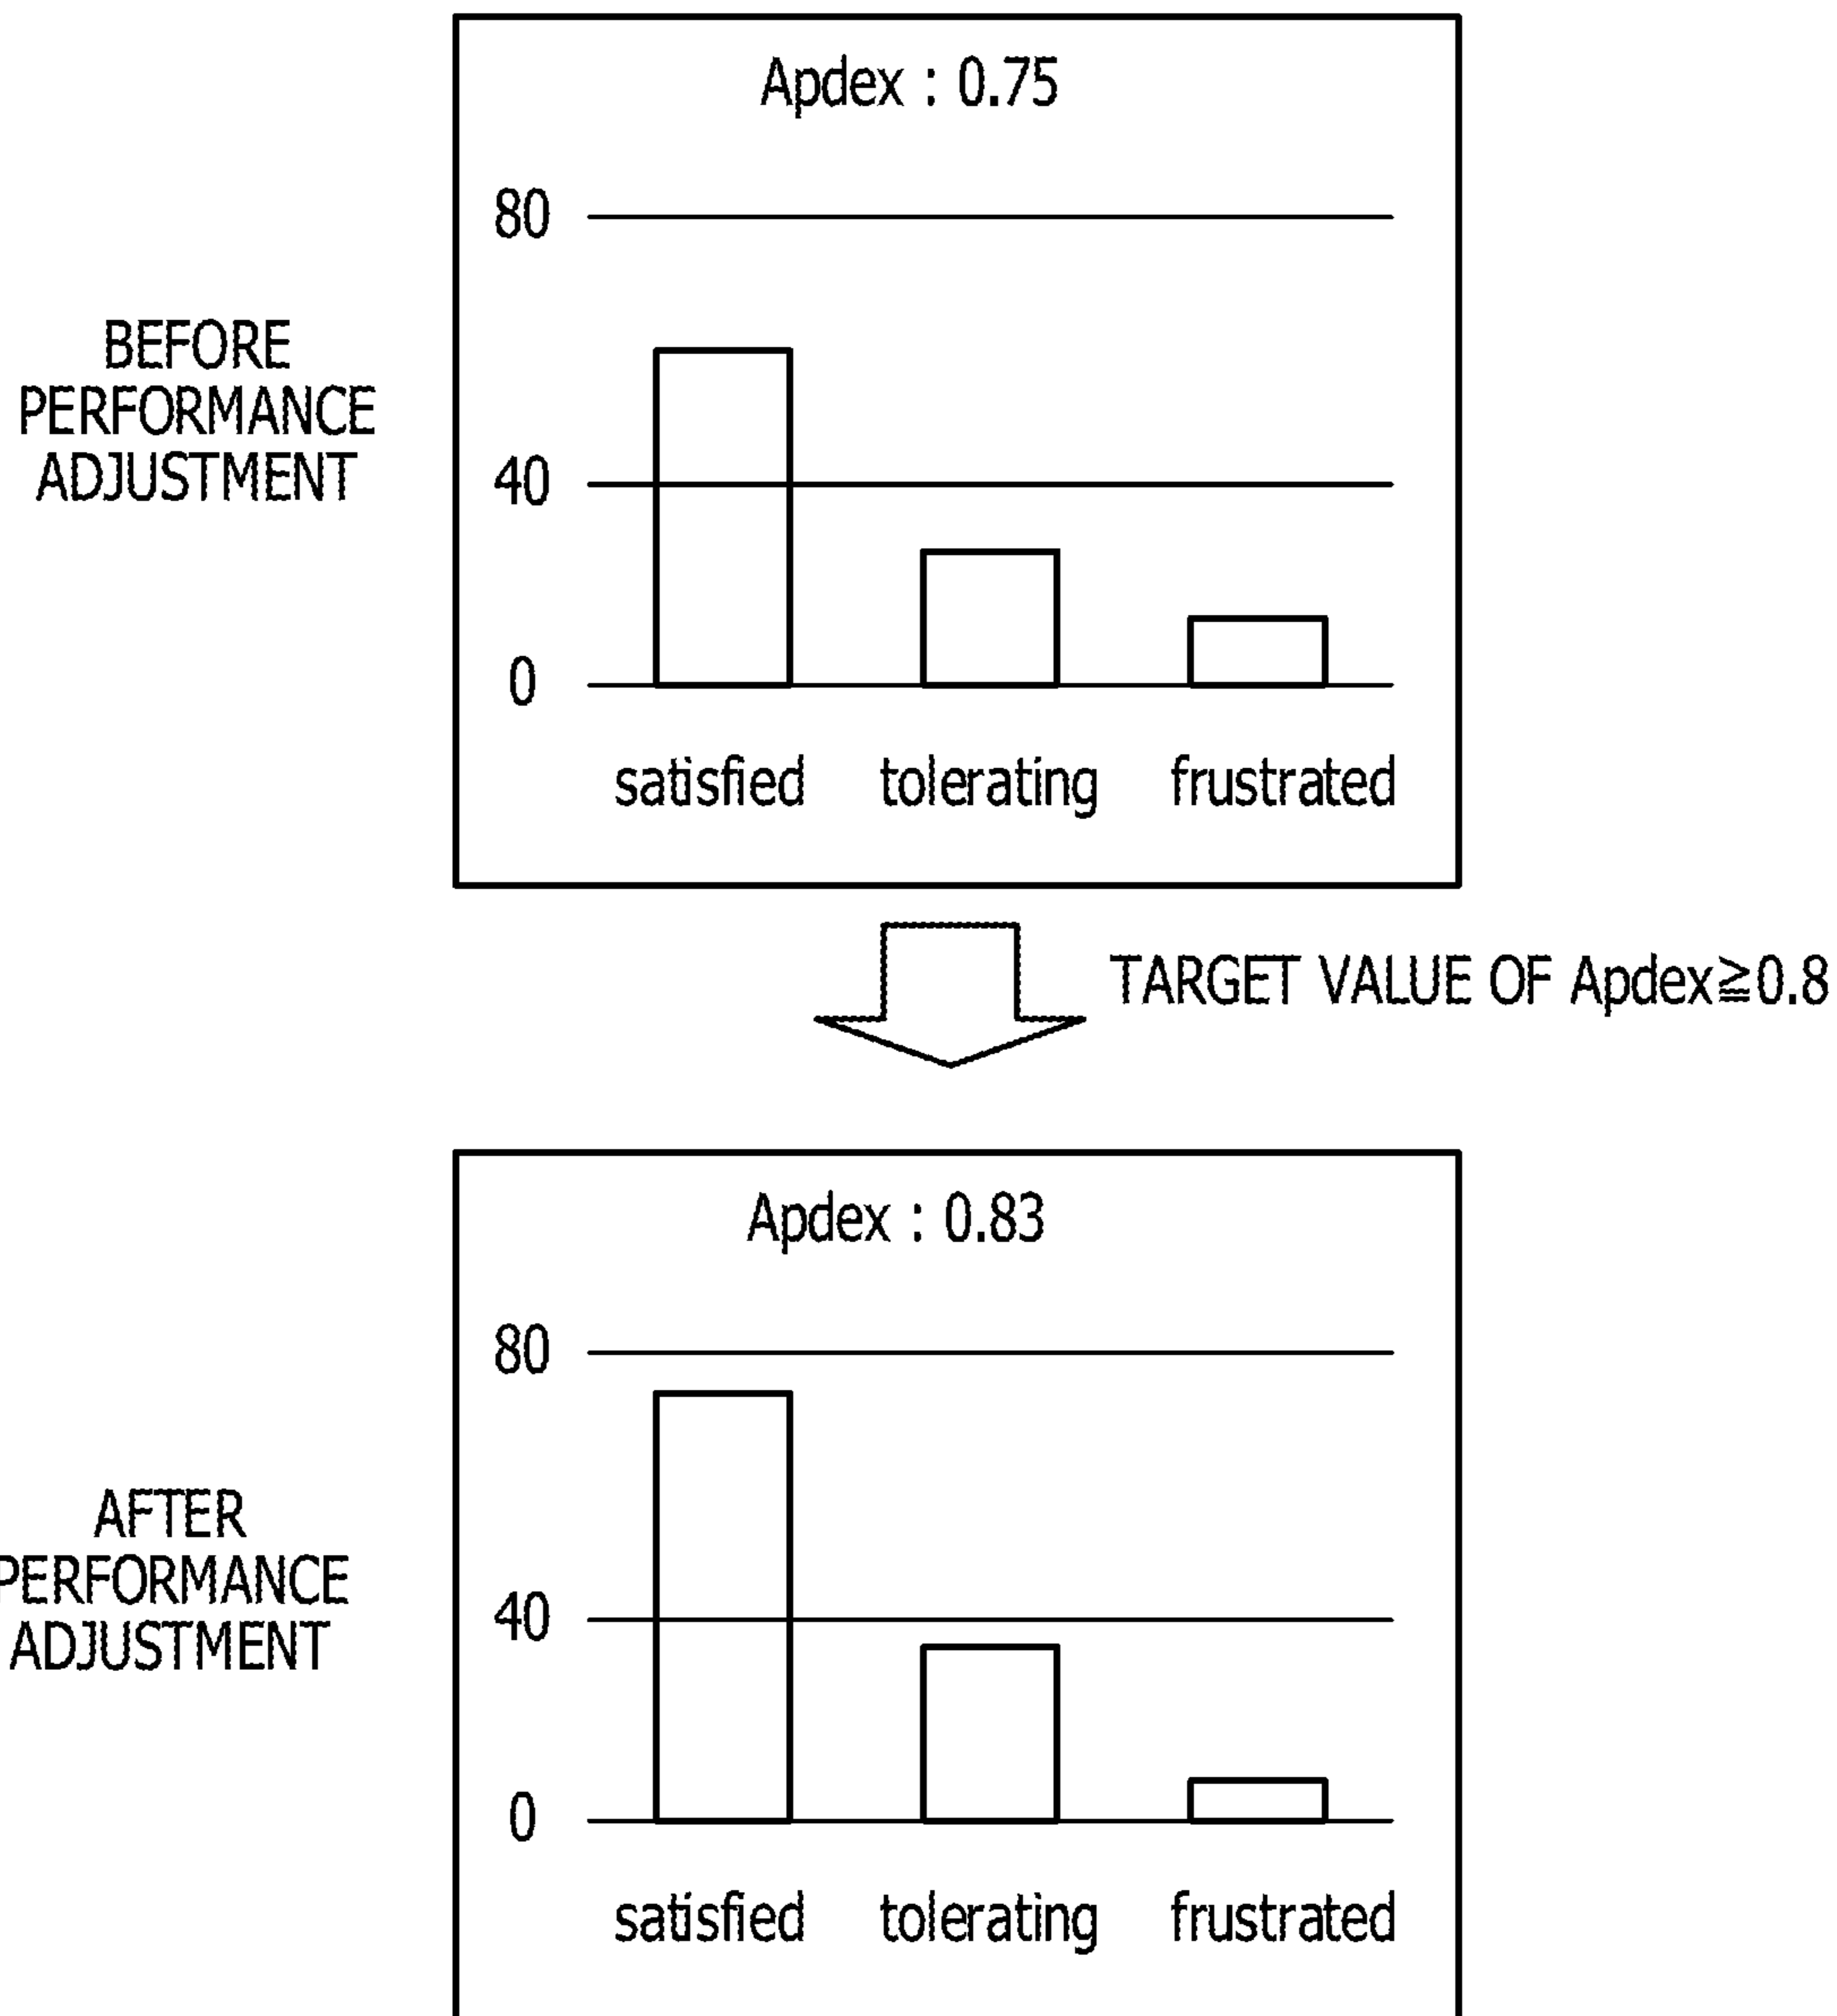 Apdex : 0.75
80
BEFORE
PERFORMANCE
ADJUSTMENT
40
0
satisfied tolerating frustrated
TARGET VALUE OF Apdex≧0.8
Apdex : 0.83
80
AFTER
PERFORMANCE
ADJUSTMENT
40
0
satisfied tolerating frustrated